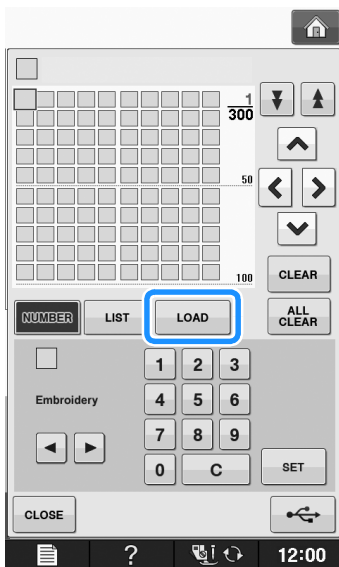 1
300
50
100
CLEAR
NUMBER LIST LOAD ALL CLEAR
1 2 3
Embroidery 4 5 6
7 8 9
0 C SET
CLOSE
? 12:00